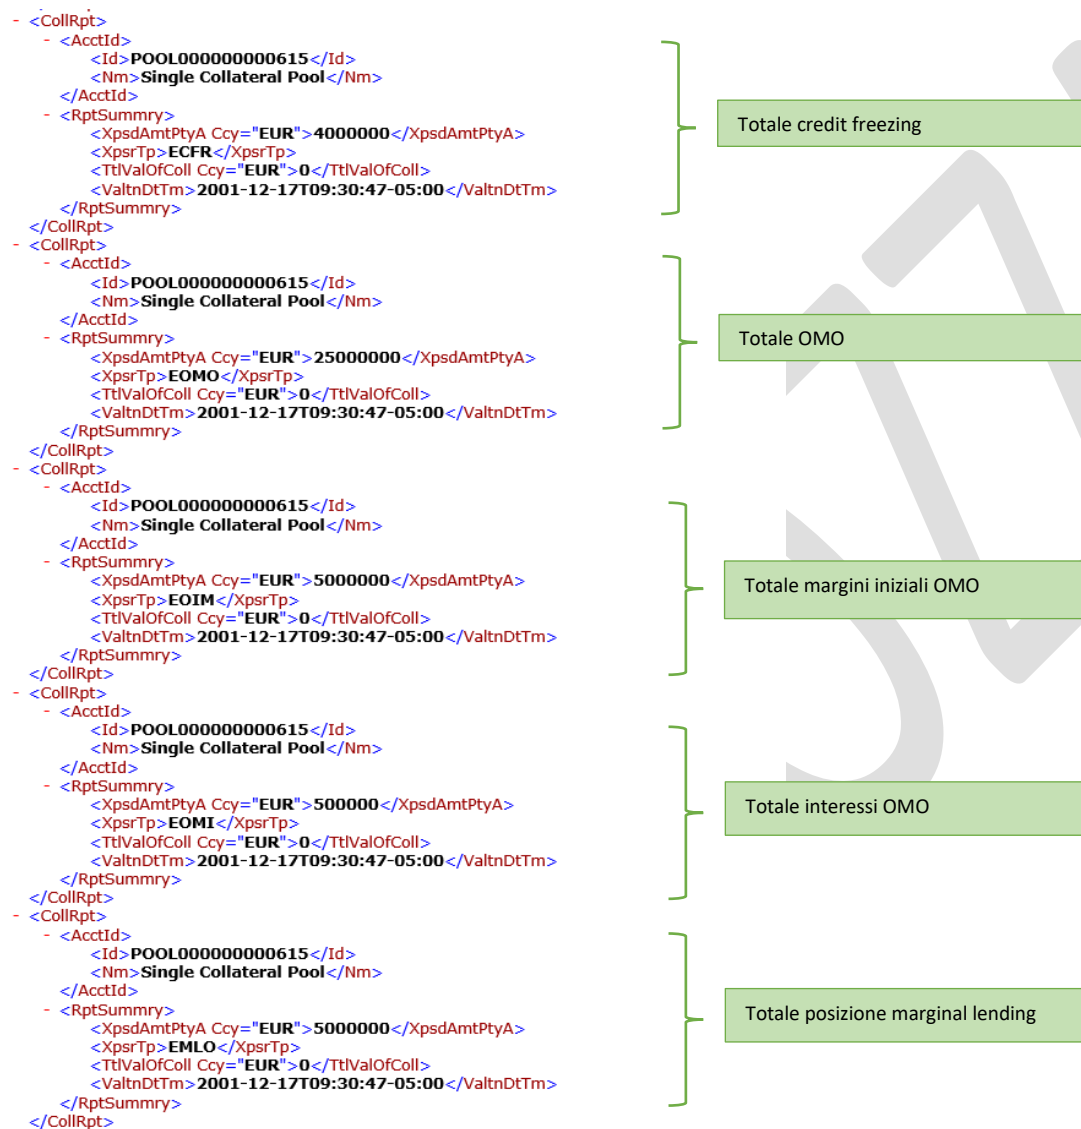 - <CollRpt>
- <AcctId>
<Id>POOL000000000615</Id>
<Nm>Single Collateral Pool</Nm>
</AcctId>
- <RptSummry>
<XpsdAmtPtyA Ccy="EUR">4000000</XpsdAmtPtyA>
<XpsrTp>ECFR</XpsrTp>
<TtlValOfColl Ccy="EUR">0</TtlValOfColl>
<ValtnDtTm>2001-12-17T09:30:47-05:00</ValtnDtTm>
</RptSummry>
</CollRpt>
Totale credit freezing
- <CollRpt>
- <AcctId>
<Id>POOL000000000615</Id>
<Nm>Single Collateral Pool</Nm>
</AcctId>
- <RptSummry>
<XpsdAmtPtyA Ccy="EUR">25000000</XpsdAmtPtyA>
<XpsrTp>EOMO</XpsrTp>
<TtlValOfColl Ccy="EUR">0</TtlValOfColl>
<ValtnDtTm>2001-12-17T09:30:47-05:00</ValtnDtTm>
</RptSummry>
</CollRpt>
Totale OMO
- <CollRpt>
- <AcctId>
<Id>POOL000000000615</Id>
<Nm>Single Collateral Pool</Nm>
</AcctId>
- <RptSummry>
<XpsdAmtPtyA Ccy="EUR">5000000</XpsdAmtPtyA>
<XpsrTp>EOIM</XpsrTp>
<TtlValOfColl Ccy="EUR">0</TtlValOfColl>
<ValtnDtTm>2001-12-17T09:30:47-05:00</ValtnDtTm>
</RptSummry>
</CollRpt>
Totale margini iniziali OMO
- <CollRpt>
- <AcctId>
<Id>POOL000000000615</Id>
<Nm>Single Collateral Pool</Nm>
</AcctId>
- <RptSummry>
<XpsdAmtPtyA Ccy="EUR">500000</XpsdAmtPtyA>
<XpsrTp>EOMI</XpsrTp>
<TtlValOfColl Ccy="EUR">0</TtlValOfColl>
<ValtnDtTm>2001-12-17T09:30:47-05:00</ValtnDtTm>
</RptSummry>
</CollRpt>
Totale interessi OMO
- <CollRpt>
- <AcctId>
<Id>POOL000000000615</Id>
<Nm>Single Collateral Pool</Nm>
</AcctId>
- <RptSummry>
<XpsdAmtPtyA Ccy="EUR">5000000</XpsdAmtPtyA>
<XpsrTp>EMLO</XpsrTp>
<TtlValOfColl Ccy="EUR">0</TtlValOfColl>
<ValtnDtTm>2001-12-17T09:30:47-05:00</ValtnDtTm>
</RptSummry>
</CollRpt>
Totale posizione marginal lending